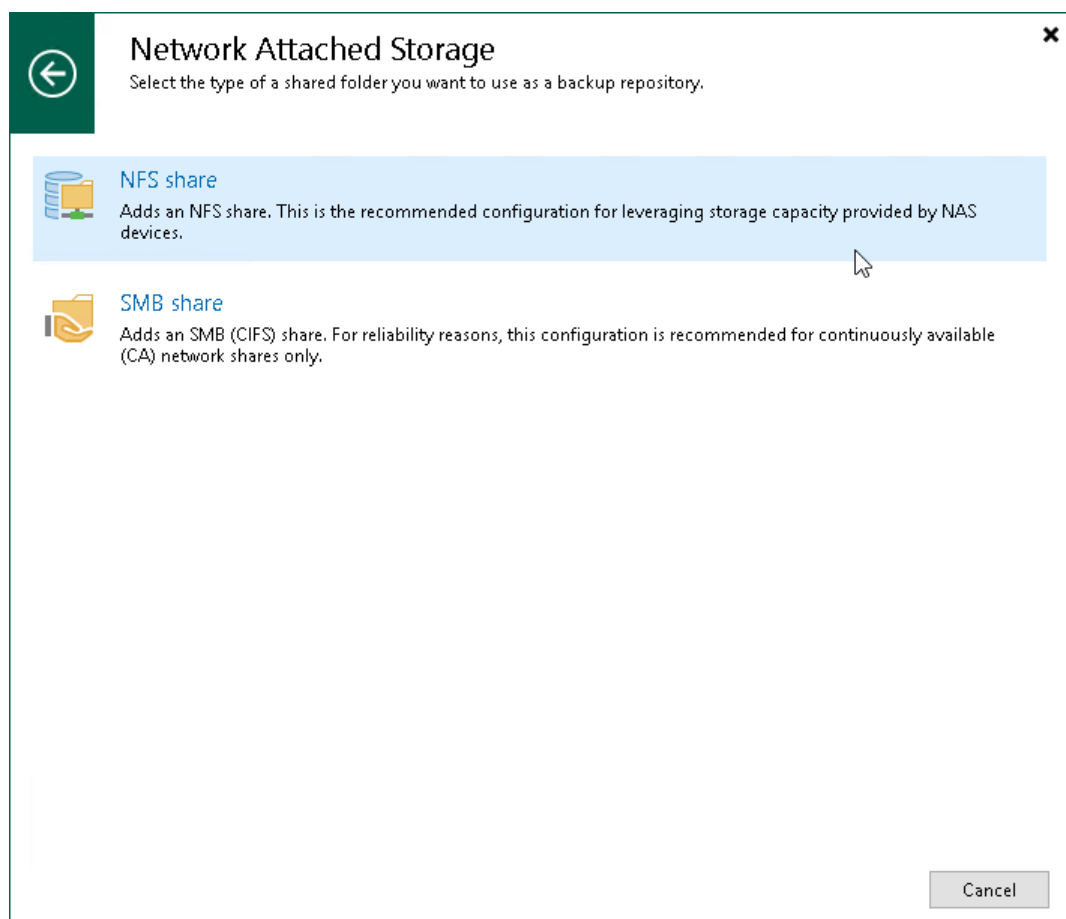 Network Attached Storage
Select the type of a shared folder you want to use as a backup repository.
NFS share
Adds an NFS share. This is the recommended configuration for leveraging storage capacity provided by NAS
devices.
SMB share
Adds an SMB (CIFS) share. For reliability reasons, this configuration is recommended for continuously available
(CA) network shares only.
Cancel